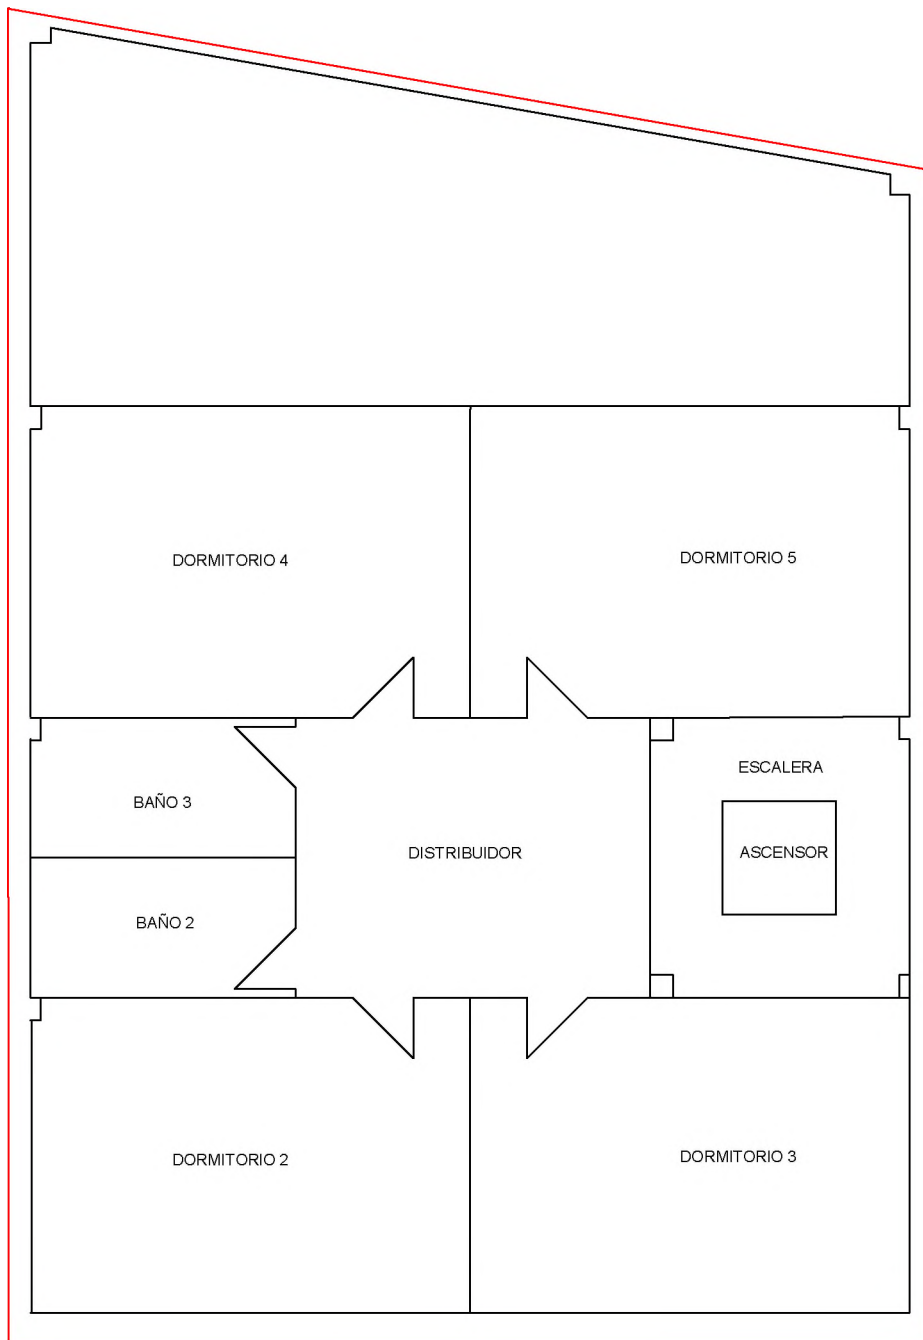 DORMITORIO 4
DORMITORIO 5
ESCALERA
BAÑO 3
DISTRIBUIDOR
ASCENSOR
BAÑO 2
DORMITORIO 2
DORMITORIO 3